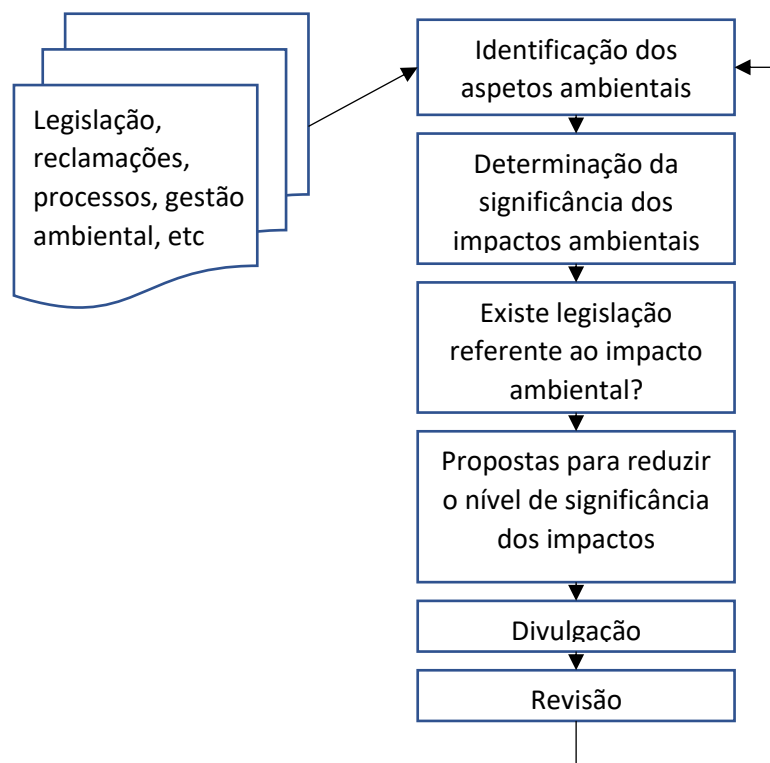 Legislação,
reclamações,
processos, gestão
ambiental, etc
Identificação dos
aspetos ambientais
Determinação da
significância dos
impactos ambientais
Existe legislação
referente ao impacto
ambiental?
Propostas para reduzir
o nível de significância
dos impactos
Divulgação
Revisão